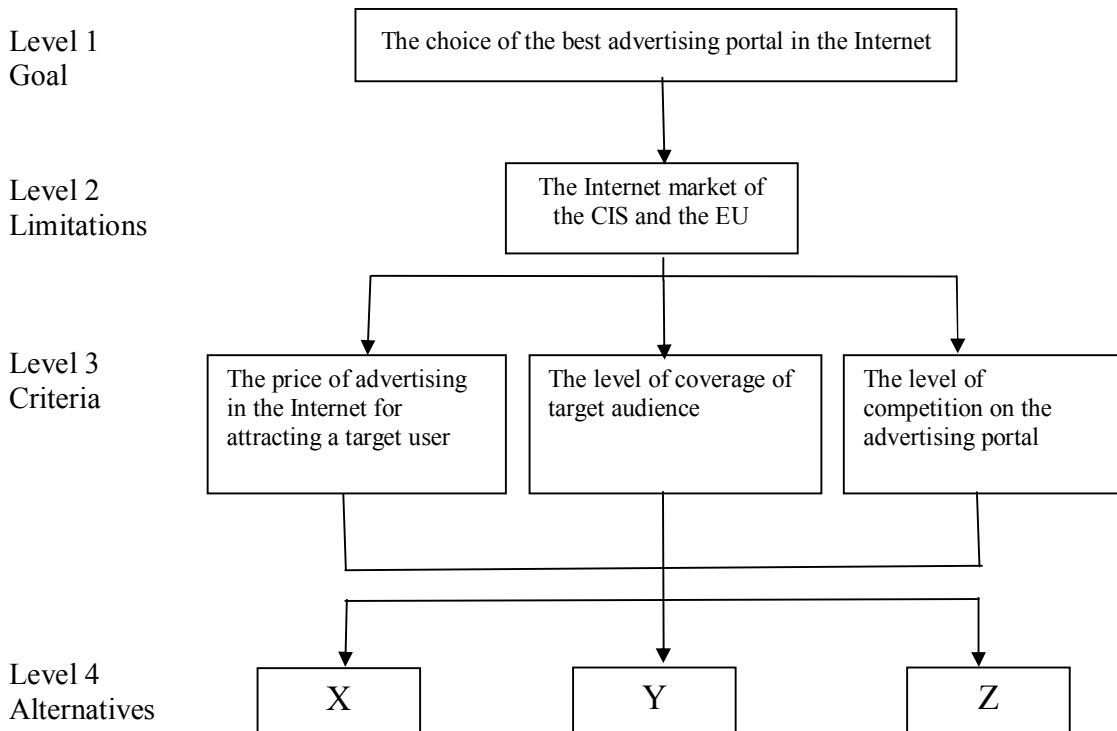 Level 1
Goal
The choice of the best advertising portal in the Internet
Level 2
Limitations
The Internet market of
the CIS and the EU
Level 3
Criteria
The price of advertising
in the Internet for
attracting a target user
The level of coverage of
target audience
The level of
competition on the
advertising portal
Level 4
Alternatives
X
Y
Z